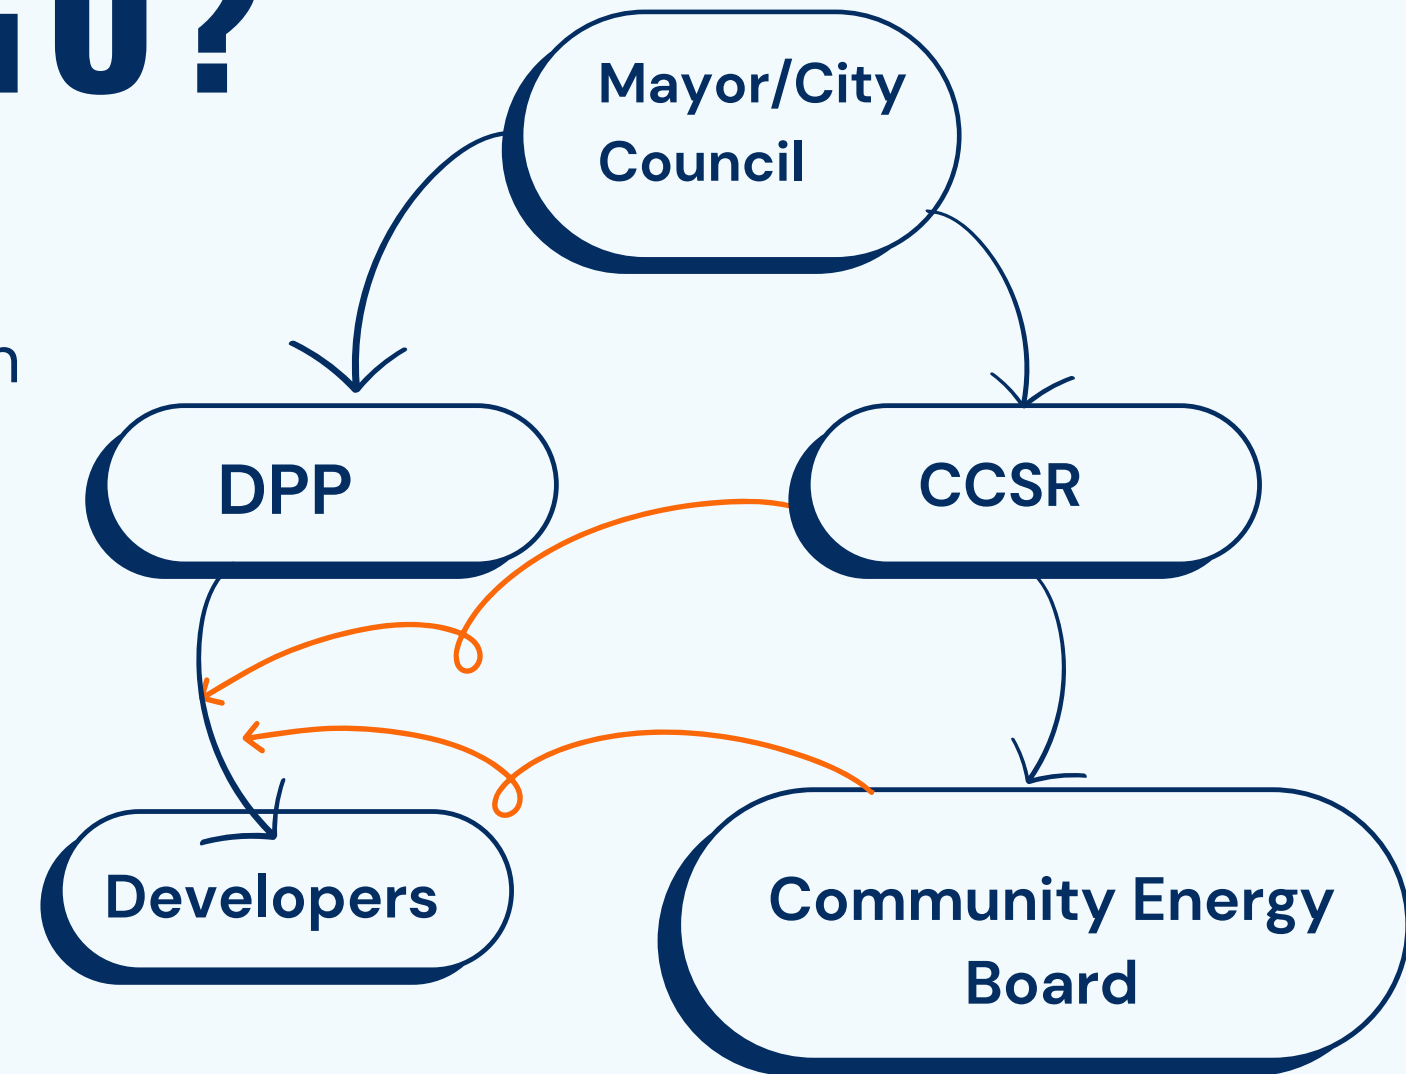 ?
Mayor/City
Council
n
DPP
CCSR
Developers
Community Energy
Board